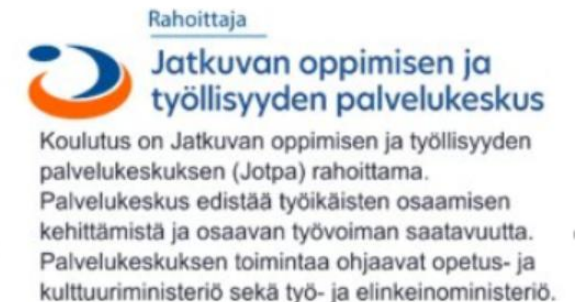 Rahoittaja
Jatkuvan oppimisen ja
työllisyyden palvelukeskus
Koulutus on Jatkuvan oppimisen ja työllisyyden
palvelukeskuksen (Jotpa) rahoittama.
Palvelukeskus edistää työikäisten osaamisen
kehittämistä ja osaavan työvoiman saatavuutta.
Palvelukeskuksen toimintaa ohjaavat opetus- ja
kulttuuriministeriö sekä työ- ja elinkeinoministeriö.